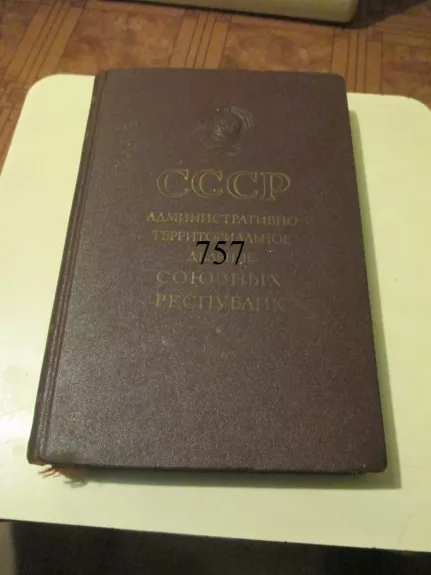 СССР
АДМИНИСТРАТИВНО
ТЕРРИТОРИАЛЬНОЕ
757
СОЮЗНЫХ
РЕСПУБЛИК